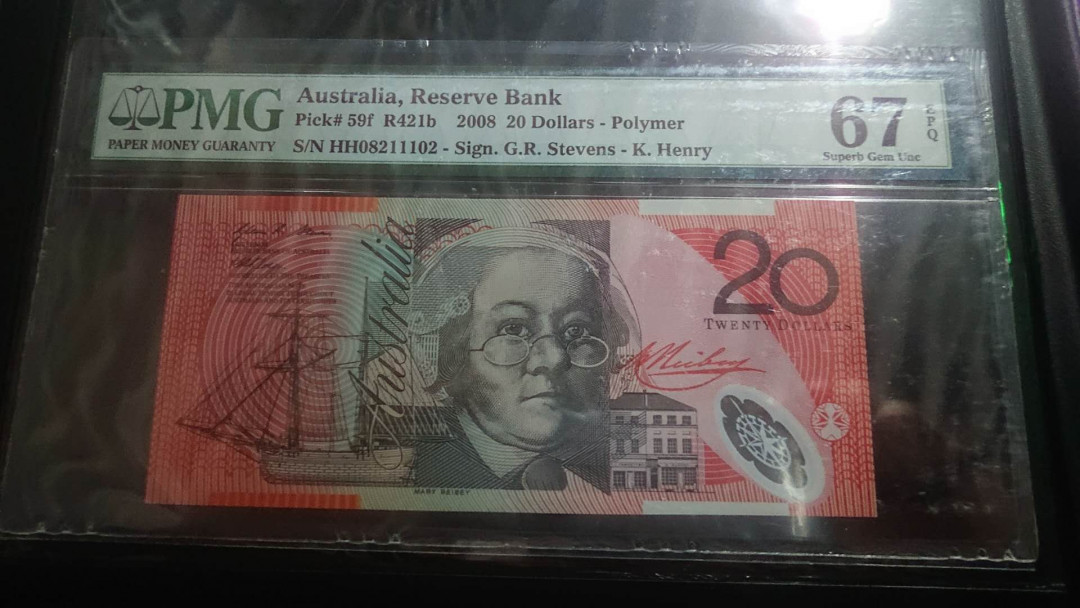 PMG
PAPER MONEY GUARANTY
Australia, Reserve Bank
Pick# 59f R421b 2008 20 Dollars - Polymer
S/N HH08211102 - Sign. G.R. Stevens - K. Henry
67
EPQ
Superb Gem Unc
Australia
20
TWENTY DOLLARS
MARY REIBEY